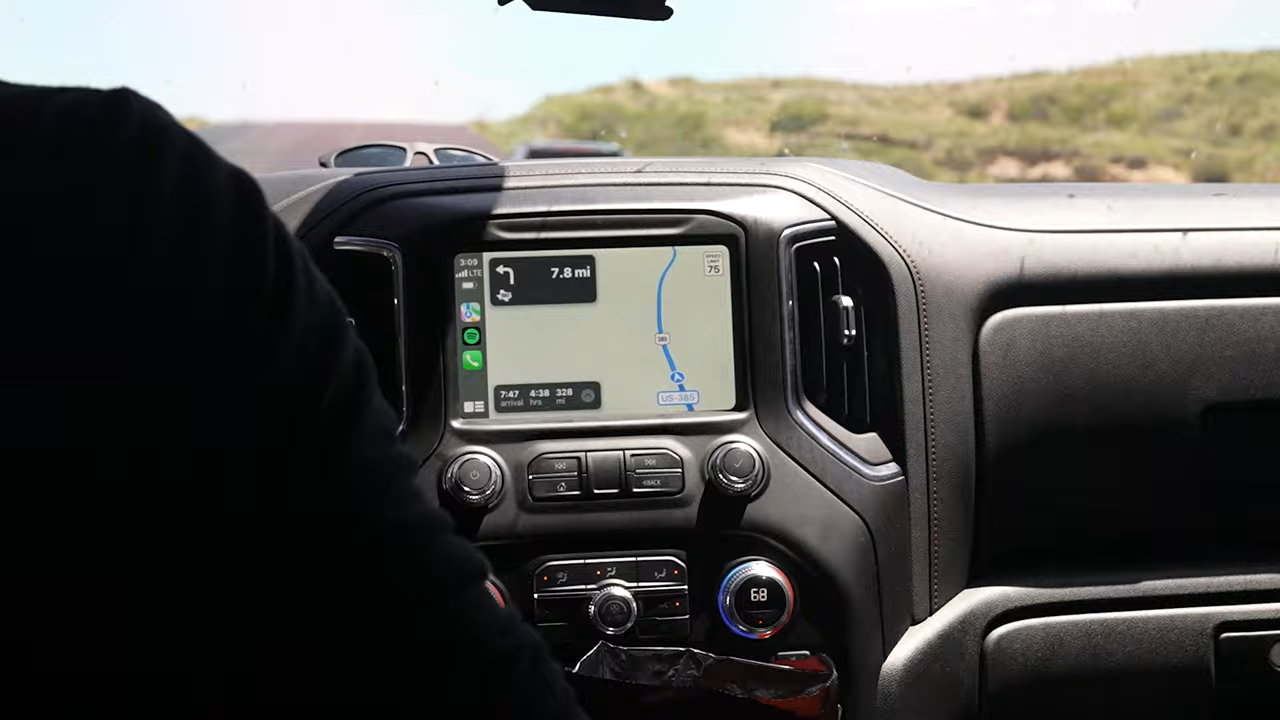 3:09
LTE
7.8 mi
SPEED
LIMIT
75
385
US-385
7:47 4:38 328
arrival hrs mi
<BACK
68